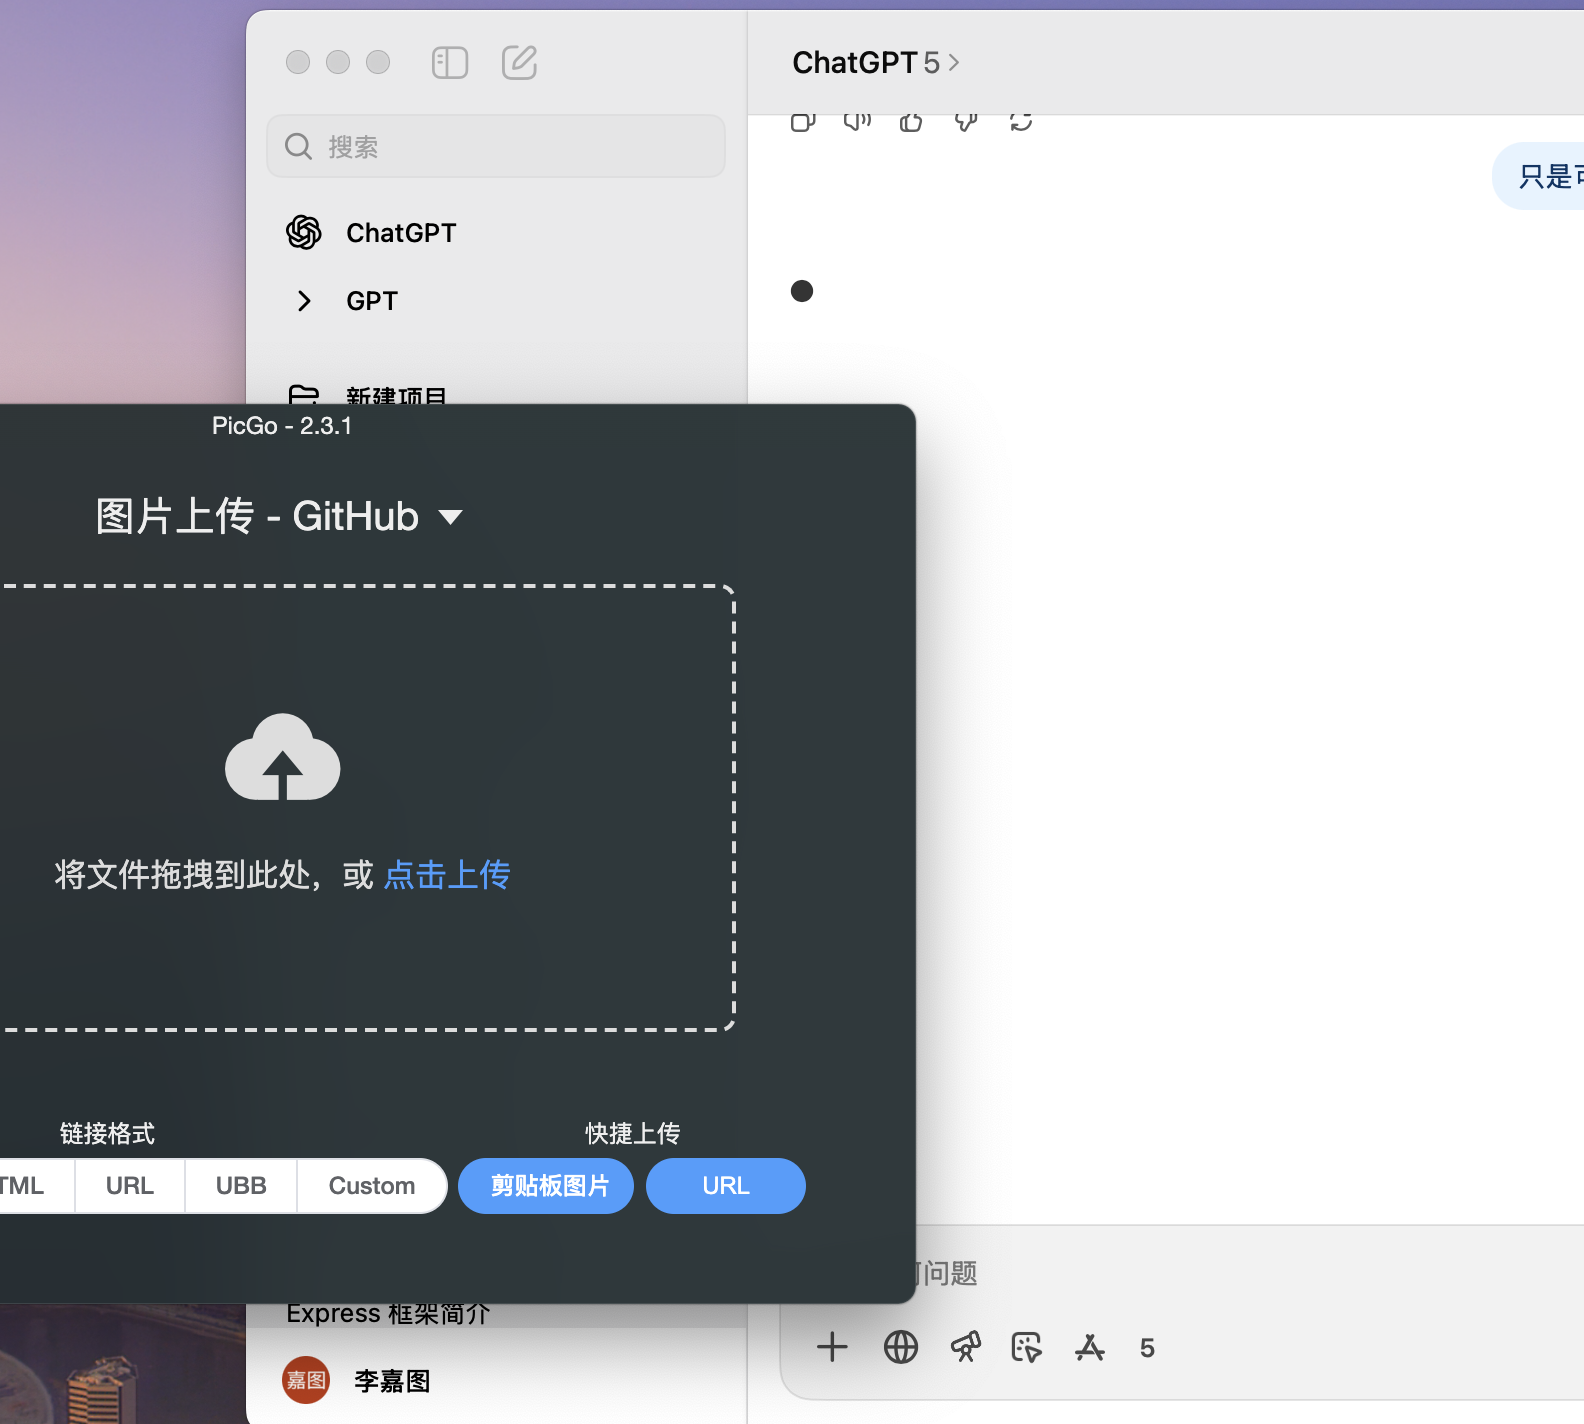 ChatGPT 5
搜索
只是
ChatGPT
GPT
新建项目
PicGo - 2.3.1
图片上传 - GitHub
将文件拖拽到此处，或 点击上传
链接格式
快捷上传
TML
URL
UBB
Custom
剪贴板图片
URL
问题
Express 框架简介
5
嘉图
李嘉图